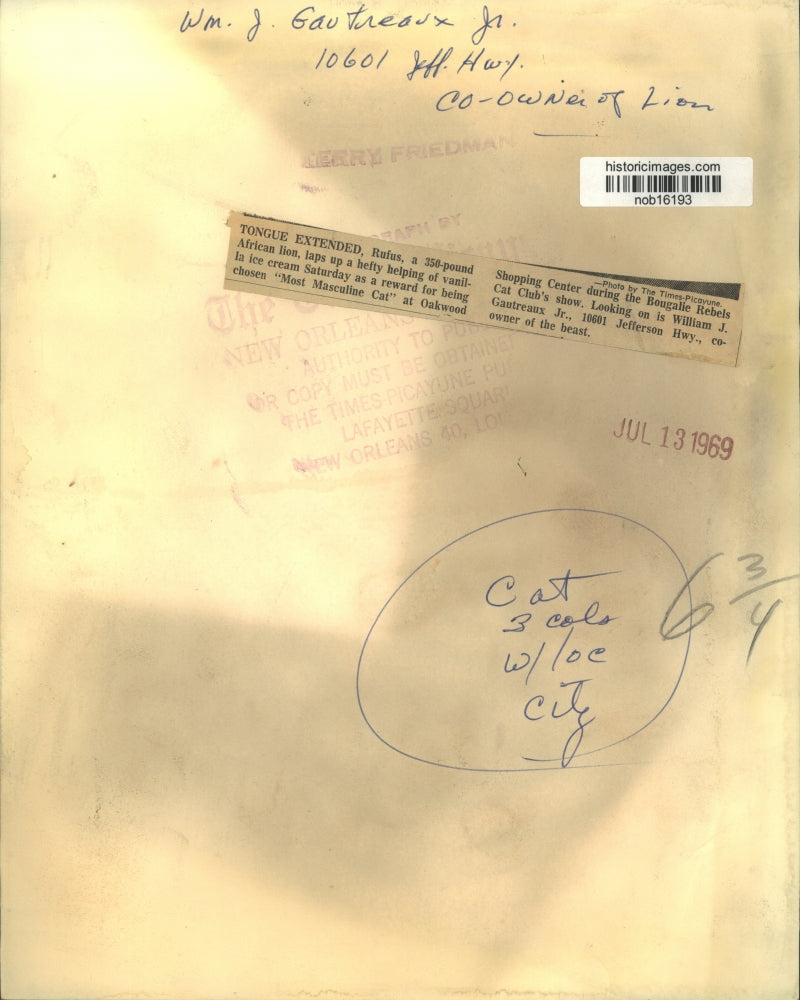 Wm. J. Gautreaux Jr.
10601 Jeff. Hwy.
Co-owner of Lion
JERRY FRIEDMAN
historicimages.com
nob16193
TONGUE EXTENDED, Rufus, a 350-pound
African lion, laps up a hefty helping of vanil-
la ice cream Saturday as a reward for being
chosen "Most Masculine Cat" at Oakwood
—Photo by The Times-Picayune.
Shopping Center during the Bougalie Rebels
Cat Club's show. Looking on is William J.
Gautreaux Jr., 10601 Jefferson Hwy., co-
owner of the beast.
BY
The
NEW ORLEANS
AUTHORITY TO
OR COPY MUST BE OBTAINE
THE TIMES-PICAYUNE PU
LAFAYETTE SQUAR
NEW ORLEANS 40, LO
JUL 13 1969
Cat
3 cols
w/loc
City
6 3/4